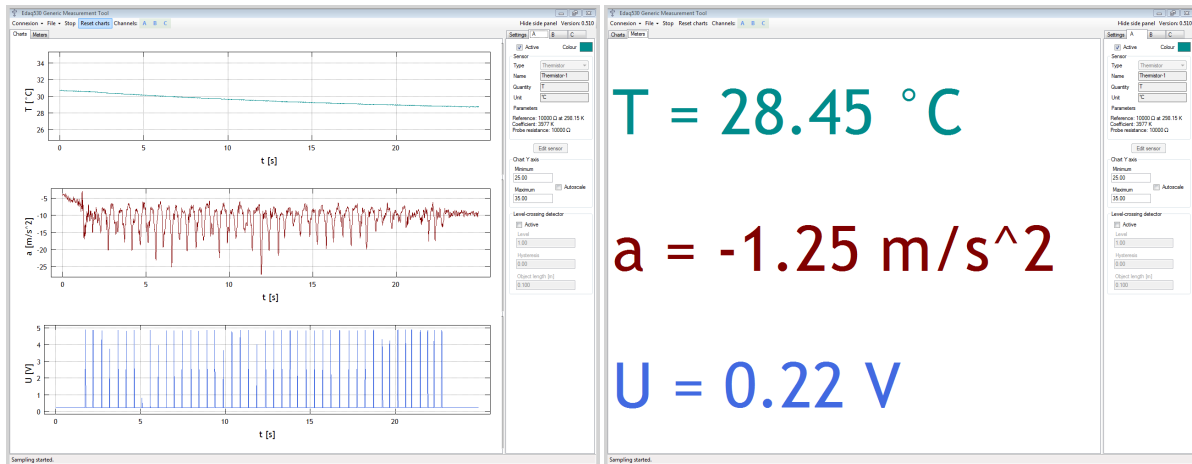 Edaq530 Generic Measurement Tool
Connexion File Stop Reset charts Channels: A B C Hide side panel Version: 0.510
Charts Meters
34
32
30
28
26
T [°C]
0 5 10 15 20
t [s]
-5
-10
-15
-20
-25
a [m/s^2]
0 5 10 15 20
t [s]
5
4
3
2
1
0
U [V]
0 5 10 15 20
t [s]
Settings A B C
Active Colour
Sensor
Type Thermistor
Name Thermistor-1
Quantity T
Unit °C
Parameters
Reference: 10000 Ω at 298.15 K
Coefficient: 3977 K
Probe resistance: 10000 Ω
Edit sensor
Chart Y axis
Minimum
25.00
Maximum Autoscale
35.00
Level-crossing detector
Active
Level
1.00
Hysteresis
0.00
Object length [m]
0.100
Sampling started.
Edaq530 Generic Measurement Tool
Connexion File Stop Reset charts Channels: A B C Hide side panel Version: 0.510
Charts Meters
T = 28.45 °C
a = -1.25 m/s^2
U = 0.22 V
Settings A B C
Active Colour
Sensor
Type Thermistor
Name Thermistor-1
Quantity T
Unit °C
Parameters
Reference: 10000 Ω at 298.15 K
Coefficient: 3977 K
Probe resistance: 10000 Ω
Edit sensor
Chart Y axis
Minimum
25.00
Maximum Autoscale
35.00
Level-crossing detector
Active
Level
1.00
Hysteresis
0.00
Object length [m]
0.100
Sampling started.